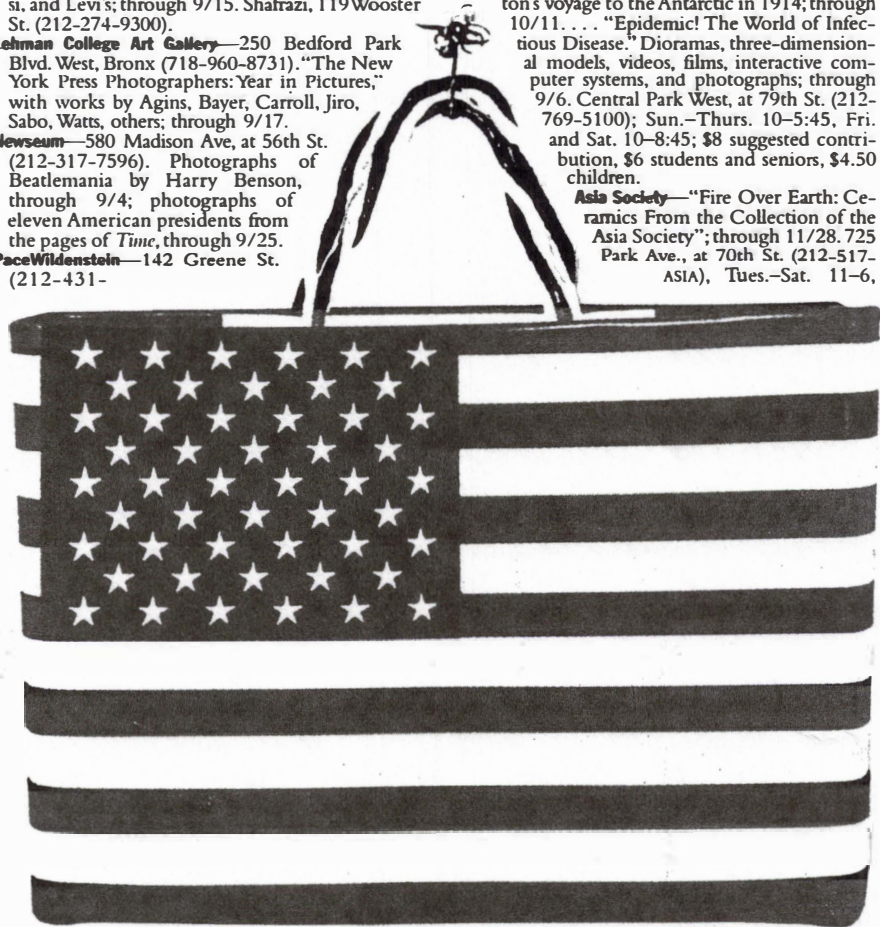 si, and Levi's; through 9/15. Shafrazi, 119 Wooster
St. (212-274-9300).
Lehman College Art Gallery—250 Bedford Park
Blvd. West, Bronx (718-960-8731). “The New
York Press Photographers: Year in Pictures,”
with works by Agins, Bayer, Carroll, Jiro,
Sabo, Watts, others; through 9/17.
Newseum—580 Madison Ave, at 56th St.
(212-317-7596). Photographs of
Beatlemania by Harry Benson,
through 9/4; photographs of
eleven American presidents from
the pages of Time, through 9/25.
PaceWildenstein—142 Greene St.
(212-431-
ton's voyage to the Antarctic in 1914; through
10/11. . . . “Epidemic! The World of Infec-
tious Disease.” Dioramas, three-dimension-
al models, videos, films, interactive com-
puter systems, and photographs; through
9/6. Central Park West, at 79th St. (212-
769-5100); Sun.–Thurs. 10–5:45, Fri.
and Sat. 10–8:45; $8 suggested contri-
bution, $6 students and seniors, $4.50
children.
Asia Society—“Fire Over Earth: Ce-
ramics From the Collection of the
Asia Society”; through 11/28. 725
Park Ave., at 70th St. (212-517-
ASIA), Tues.–Sat. 11–6,